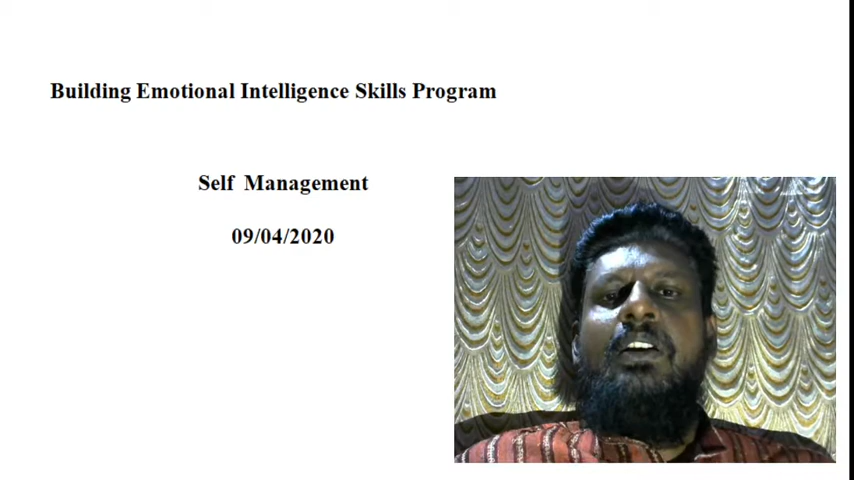 Building Emotional Intelligence Skills Program
Self Management
09/04/2020